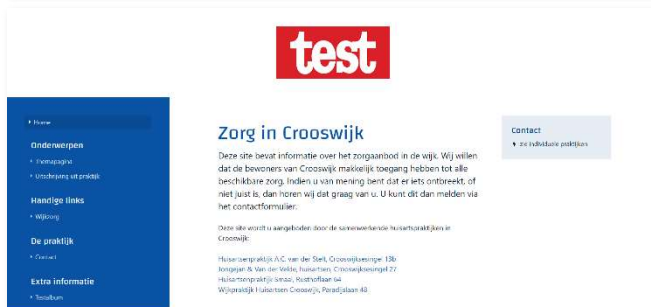 test
Home
Onderwerpen
Themapagina
Uitschrijving uit praktijk
Handige links
Wijkzorg
De praktijk
Contact
Extra informatie
Testalbum
Zorg in Crooswijk
Deze site bevat informatie over het zorgaanbod in de wijk. Wij willen
dat de bewoners van Crooswijk makkelijk toegang hebben tot alle
beschikbare zorg. Indien u van mening bent dat er iets ontbreekt, of
niet juist is, dan horen wij dat graag van u. U kunt dit dan melden via
het contactformulier.
Deze site wordt u aangeboden door de samenwerkende huisartspraktijken in
Crooswijk:
Huisartsenpraktijk A.C. van der Stelt, Crooswijksesingel 18b
Jongejan & Van der Velde, huisartsen, Crooswijksesingel 27
Huisartsenpraktijk Smaal, Rusthoflaan 64
Wijkpraktijk Huisartsen Crooswijk, Paradijslaan 48
Contact
zie individuele praktijken